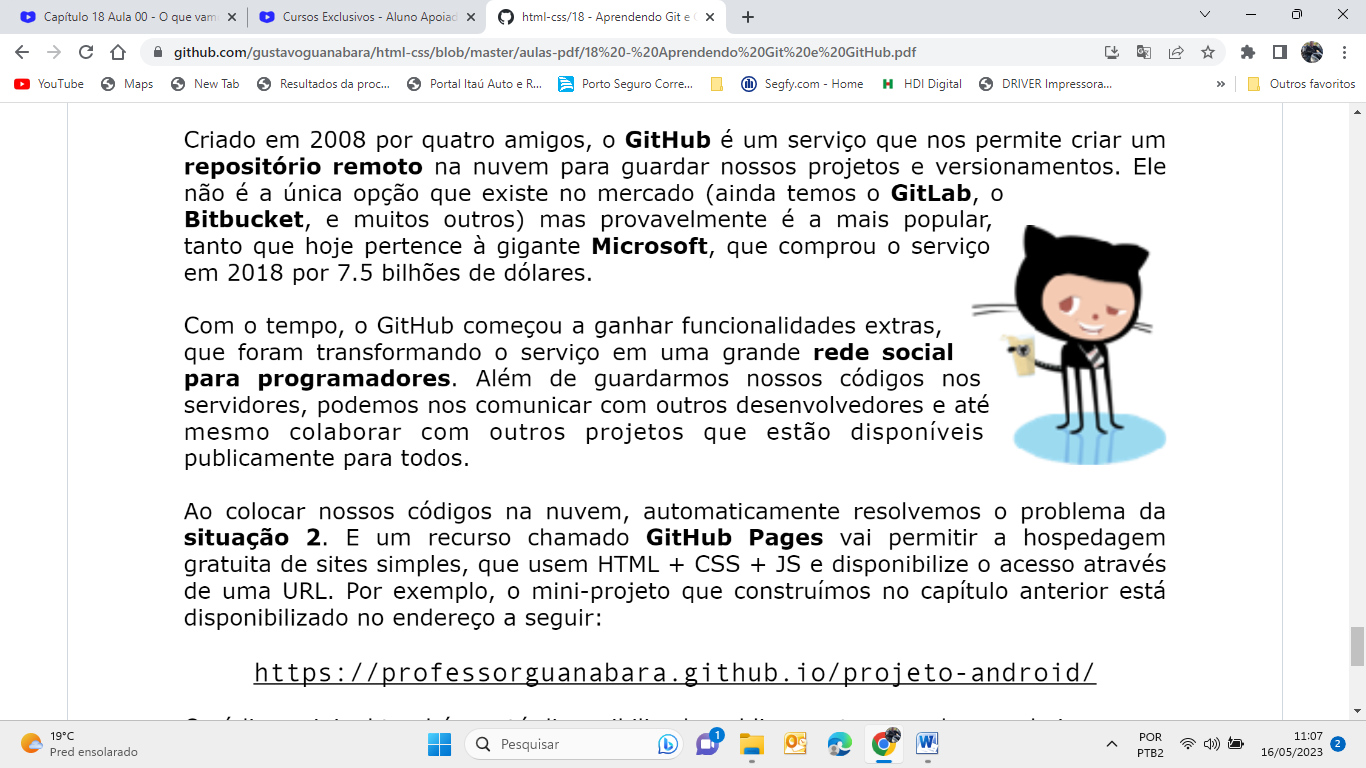 Capítulo 18 Aula 00 - O que vam
Cursos Exclusivos - Aluno Apoiad
html-css/18 - Aprendendo Git e G
github.com/gustavoguanabara/html-css/blob/master/aulas-pdf/18%20-%20Aprendendo%20Git%20e%20GitHub.pdf
YouTube
Maps
New Tab
Resultados da proc...
Portal Itaú Auto e R...
Porto Seguro Corre...
Segfy.com - Home
HDI Digital
DRIVER Impressora...
»
Outros favoritos
Criado em 2008 por quatro amigos, o GitHub é um serviço que nos permite criar um
repositório remoto na nuvem para guardar nossos projetos e versionamentos. Ele
não é a única opção que existe no mercado (ainda temos o GitLab, o
Bitbucket, e muitos outros) mas provavelmente é a mais popular,
tanto que hoje pertence à gigante Microsoft, que comprou o serviço
em 2018 por 7.5 bilhões de dólares.
Com o tempo, o GitHub começou a ganhar funcionalidades extras,
que foram transformando o serviço em uma grande rede social
para programadores. Além de guardarmos nossos códigos nos
servidores, podemos nos comunicar com outros desenvolvedores e até
mesmo colaborar com outros projetos que estão disponíveis
publicamente para todos.
Ao colocar nossos códigos na nuvem, automaticamente resolvemos o problema da
situação 2. E um recurso chamado GitHub Pages vai permitir a hospedagem
gratuita de sites simples, que usem HTML + CSS + JS e disponibilize o acesso através
de uma URL. Por exemplo, o mini-projeto que construímos no capítulo anterior está
disponibilizado no endereço a seguir:
https://professorguanabara.github.io/projeto-android/
19°C
Pred ensolarado
Pesquisar
1
POR
PTB2
11:07
16/05/2023
2